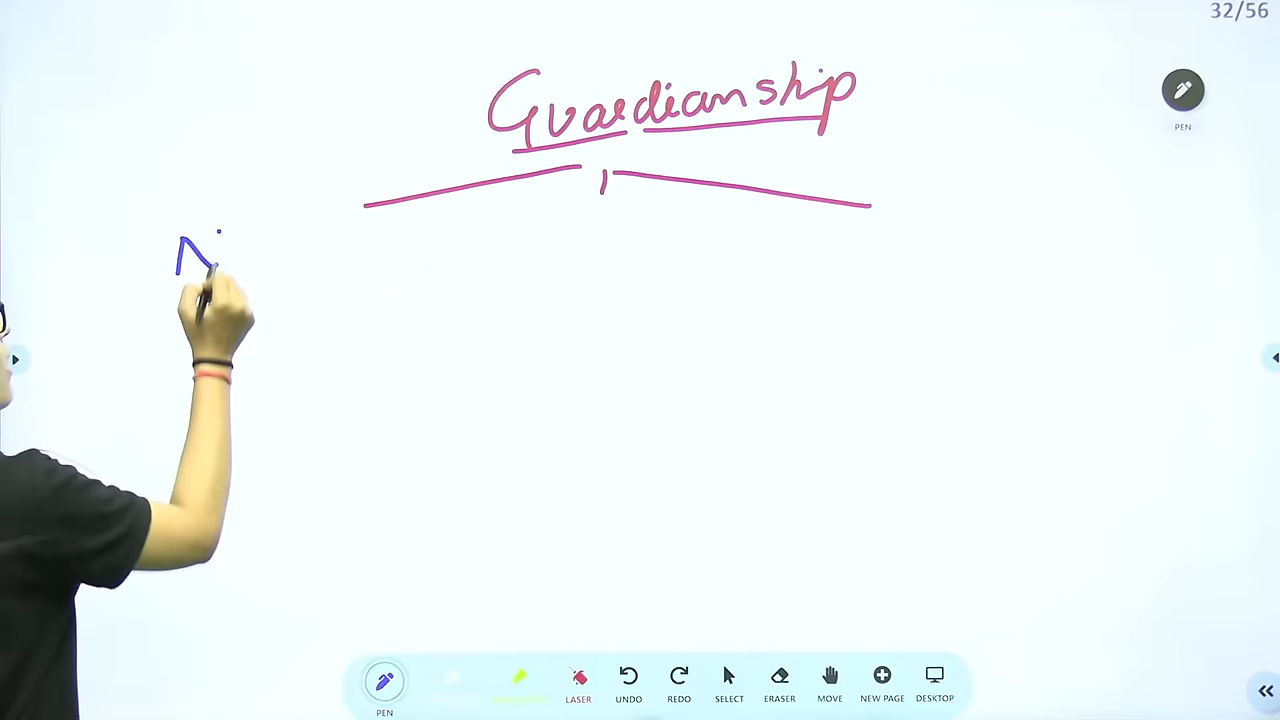 32/56
Guardianship
PEN
N
PEN
LASER
UNDO
REDO
SELECT
ERASER
MOVE
NEW PAGE
DESKTOP